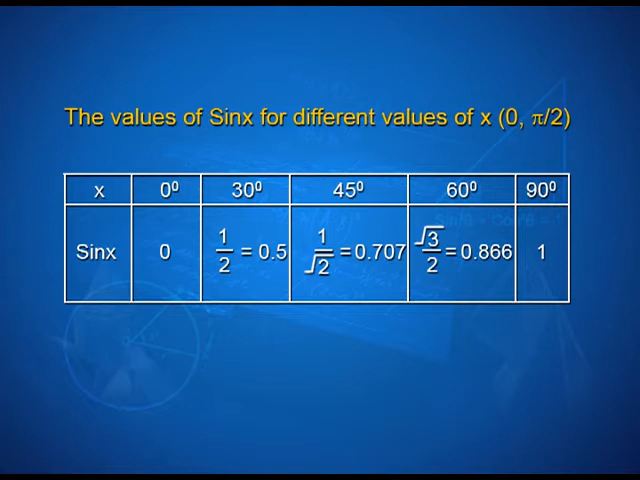 The values of Sinx for different values of x (0, π/2)
x 0⁰ 30⁰ 45⁰ 60⁰ 90⁰
Sinx 0 1/2 = 0.5 1/√2 = 0.707 √3/2 = 0.866 1